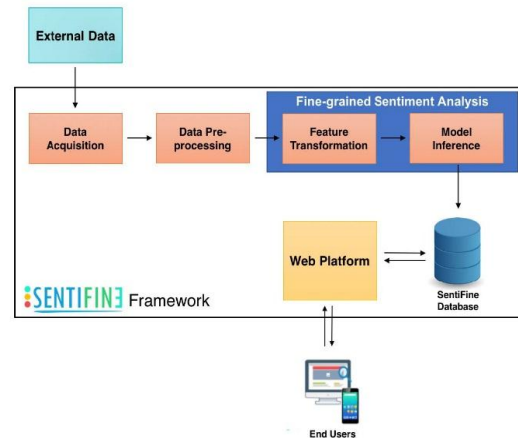 External Data
Fine-grained Sentiment Analysis
Data
Acquisition
Data Pre-
processing
Feature
Transformation
Model
Inference
Web Platform
SentiFine
Database
SENTIFINE Framework
End Users